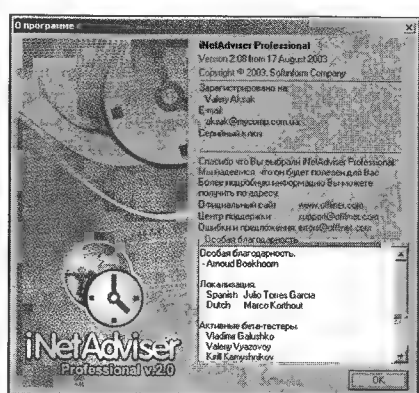 О программе
iNetAdviser Professional
Version 2.08 from 17 August 2003
Copyright © 2003, Softinform Company
Зарегистрировано на:
Valery Aksak
E-mail:
aksak@mycomp.com.ua
Серийный ключ
Спасибо что Вы выбрали iNetAdviser Professional
Мы надеемся, что он будет полезен для Вас
Более подробную информацию Вы можете
получить по адресу:
Официальный сайт www.offinet.com
Центр поддержки support@offinet.com
Ошибки и предложения errors@offinet.com
Особая благодарность
Особая благодарность:
- Arnoud Boekhoorn
Локализация:
Spanish Julio Torres Garcia
Dutch Marco Korthout
Активные бета-тестеры:
Vladimir Galushko
Valery Vyazovoy
Kirill Kamyshnikov
iNetAdviser
Professional v.2.0
OK